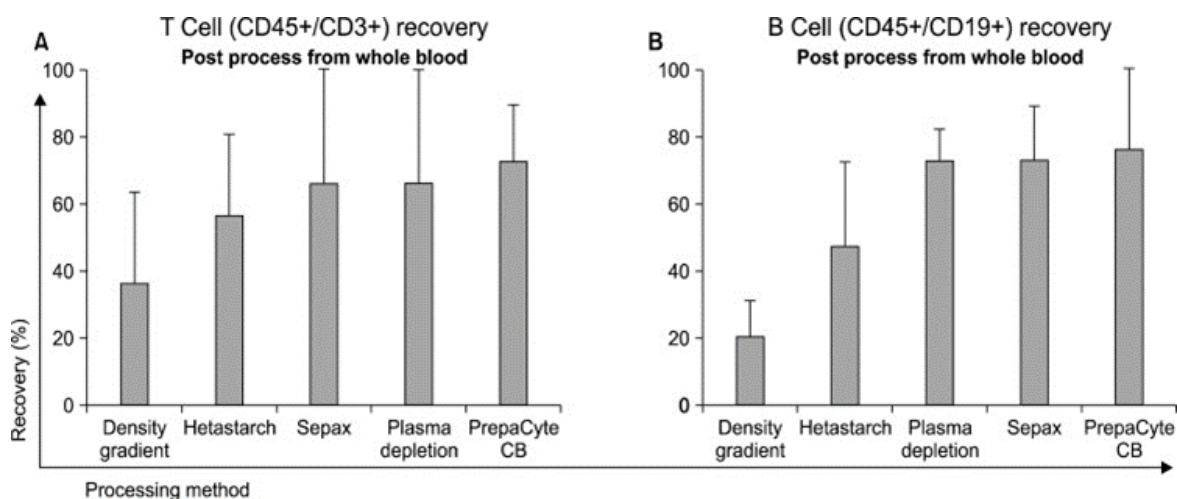 A
T Cell (CD45+/CD3+) recovery
Post process from whole blood
100
80
60
40
20
0
Recovery (%)
Density gradient
Hetastarch
Sepax
Plasma depletion
PrepaCyte CB
B
B Cell (CD45+/CD19+) recovery
Post process from whole blood
100
80
60
40
20
0
Density gradient
Hetastarch
Plasma depletion
Sepax
PrepaCyte CB
Processing method